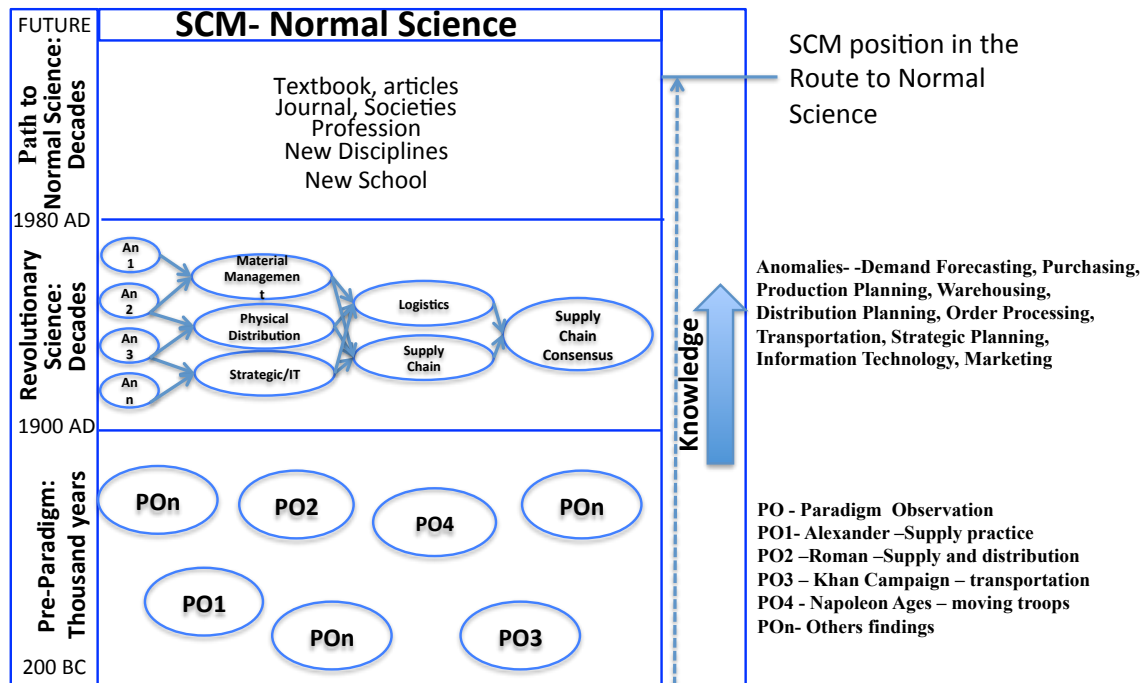 FUTURE
SCM- Normal Science
SCM position in the
Route to Normal
Science
Path to
Normal Science:
Decades
Textbook, articles
Journal, Societies
Profession
New Disciplines
New School
1980 AD
Revolutionary
Science:
Decades
An
1
An
2
An
3
An
n
Material
Managemen
t
Physical
Distribution
Strategic/IT
Logistics
Supply
Chain
Supply
Chain
Consensus
Knowledge
Anomalies- -Demand Forecasting, Purchasing,
Production Planning, Warehousing,
Distribution Planning, Order Processing,
Transportation, Strategic Planning,
Information Technology, Marketing
1900 AD
Pre-Paradigm:
Thousand years
POn
PO2
PO4
POn
PO1
POn
PO3
PO - Paradigm  Observation
PO1- Alexander –Supply practice
PO2 –Roman –Supply and distribution
PO3 – Khan Campaign – transportation
PO4 - Napoleon Ages – moving troops
POn- Others findings
200 BC